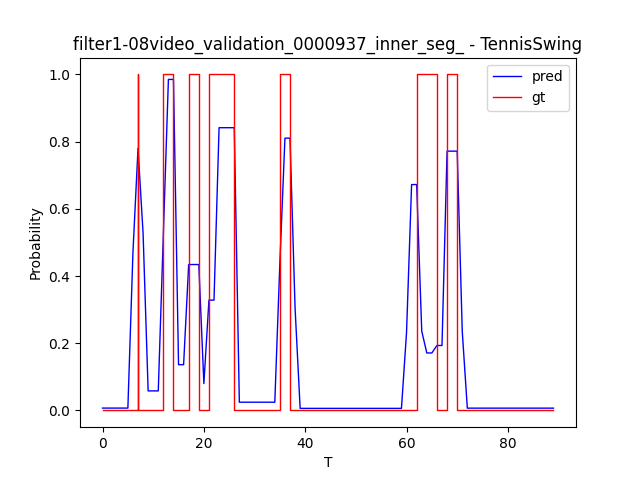 filter1-08video_validation_0000937_inner_seg_ - TennisSwing
pred
gt
1.0
0.8
0.6
0.4
0.2
0.0
Probability
0
20
40
60
80
T